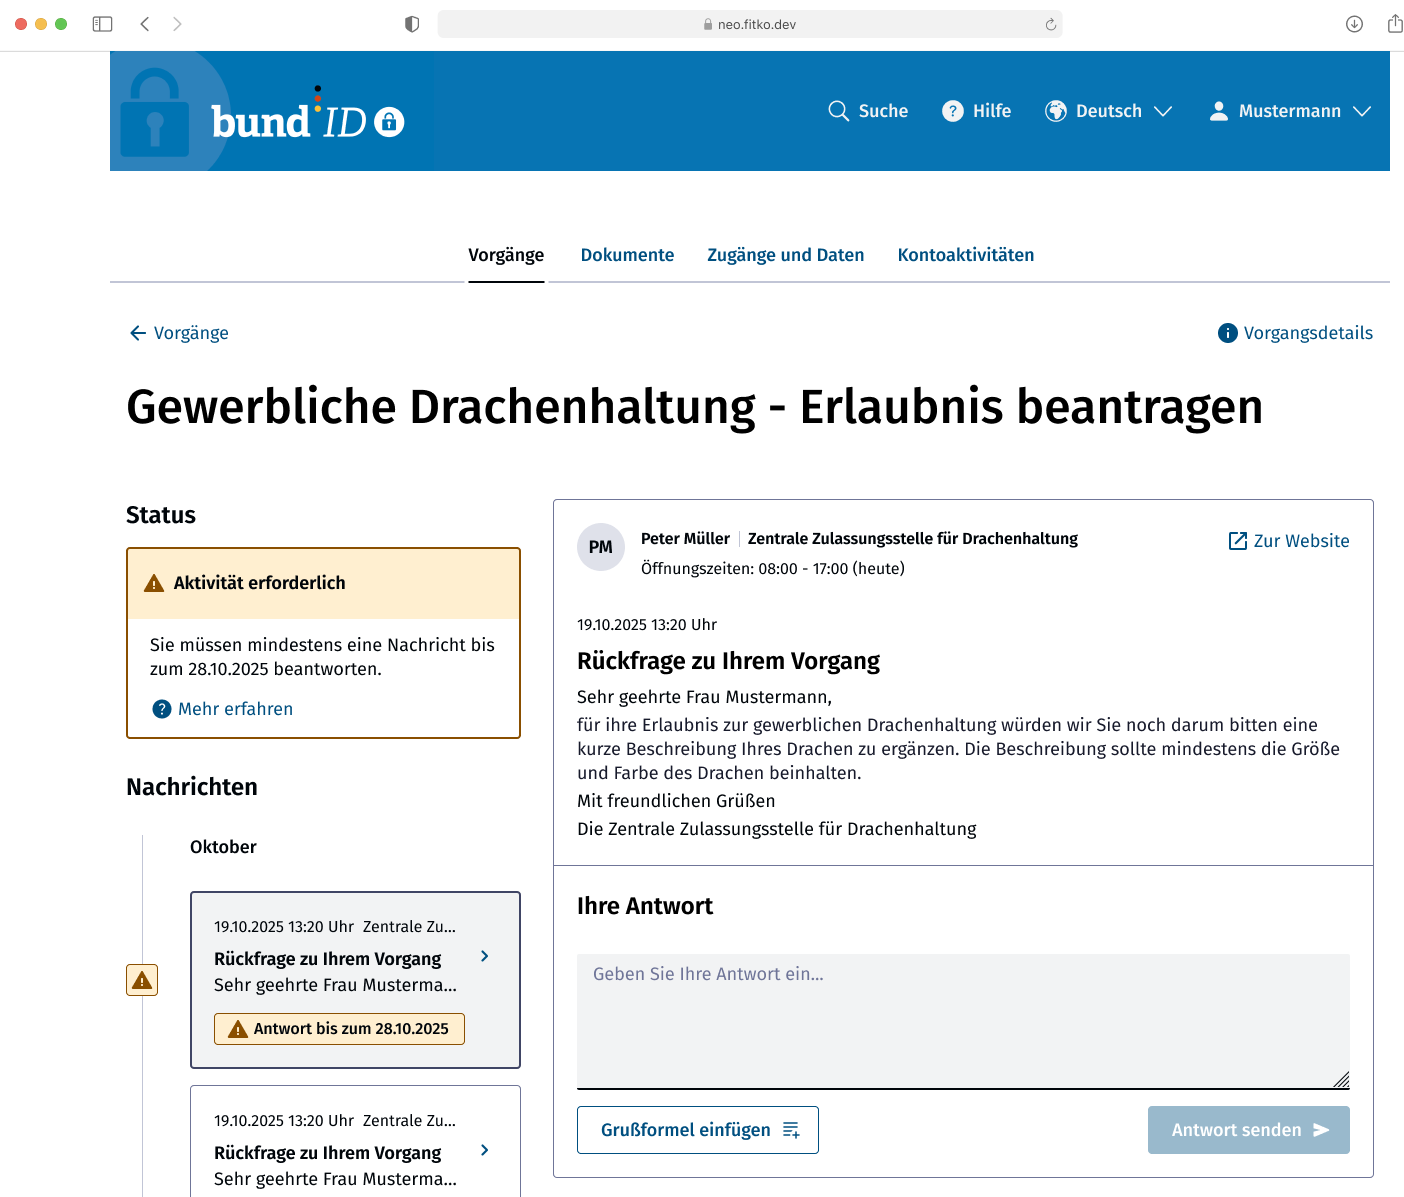 neo.fitko.dev
bund ID
Suche
? Hilfe
Deutsch
Mustermann
Vorgänge
Dokumente
Zugänge und Daten
Kontoaktivitäten
Vorgänge
Vorgangsdetails
Gewerbliche Drachenhaltung - Erlaubnis beantragen
Status
Aktivität erforderlich
Sie müssen mindestens eine Nachricht bis
zum 28.10.2025 beantworten.
? Mehr erfahren
Nachrichten
Oktober
19.10.2025 13:20 Uhr Zentrale Zu...
Rückfrage zu Ihrem Vorgang
Sehr geehrte Frau Musterma...
Antwort bis zum 28.10.2025
19.10.2025 13:20 Uhr Zentrale Zu...
Rückfrage zu Ihrem Vorgang
Sehr geehrte Frau Musterma...
PM
Peter Müller | Zentrale Zulassungsstelle für Drachenhaltung
Öffnungszeiten: 08:00 - 17:00 (heute)
Zur Website
19.10.2025 13:20 Uhr
Rückfrage zu Ihrem Vorgang
Sehr geehrte Frau Mustermann,
für ihre Erlaubnis zur gewerblichen Drachenhaltung würden wir Sie noch darum bitten eine
kurze Beschreibung Ihres Drachen zu ergänzen. Die Beschreibung sollte mindestens die Größe
und Farbe des Drachen beinhalten.
Mit freundlichen Grüßen
Die Zentrale Zulassungsstelle für Drachenhaltung
Ihre Antwort
Geben Sie Ihre Antwort ein...
Grußformel einfügen
Antwort senden